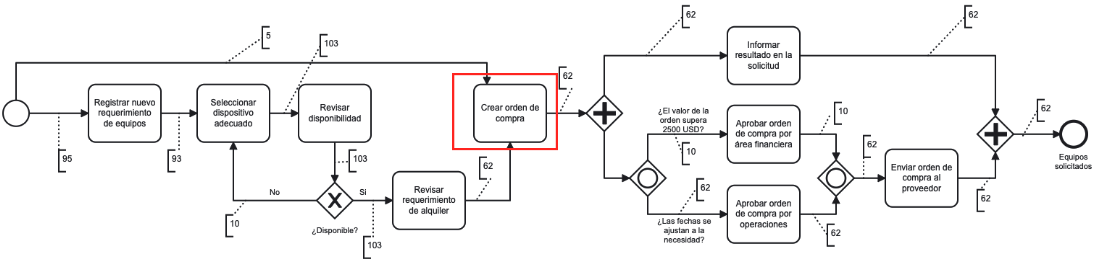 5
103
62
62
62
Registrar nuevo
requerimiento
de equipos
Seleccionar
dispositivo
adecuado
Revisar
disponibilidad
Crear orden de
compra
Informar
resultado en la
solicitud
¿El valor de la
orden supera
2500 USD?
10
Aprobar orden
de compra por
área financiera
10
62
62
Equipos
solicitados
95
93
103
62
No
Si
10
¿Disponible?
103
Revisar
requerimiento
de alquiler
62
¿Las fechas se
ajustan a la
necesidad?
Aprobar orden
de compra por
operaciones
62
Enviar orden de
compra al
proveedor
62